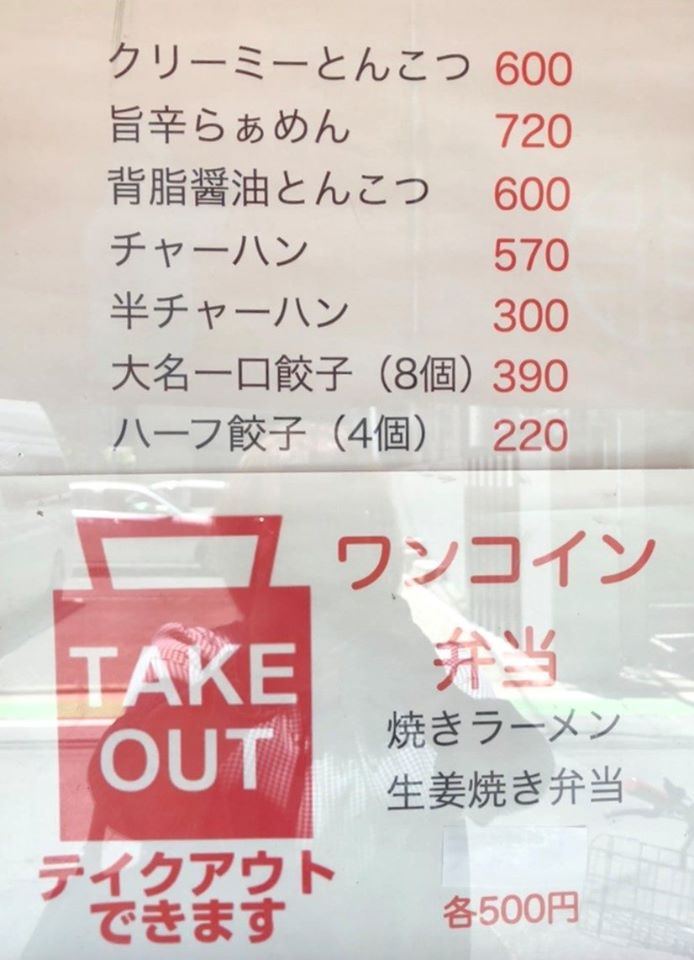 クリーミーとんこつ 600
旨辛らぁめん 720
背脂醤油とんこつ 600
チャーハン 570
半チャーハン 300
大名一口餃子（8個） 390
ハーフ餃子（4個） 220
TAKE
OUT
テイクアウト
できます
ワンコイン
弁当
焼きラーメン
生姜焼き弁当
各500円